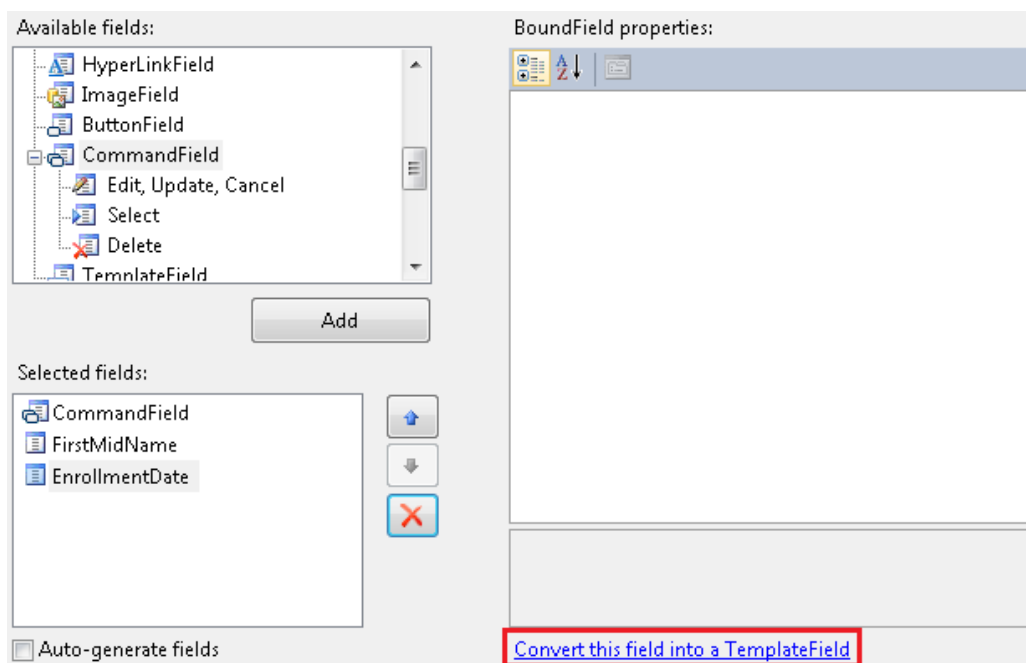 Available fields:
HyperLinkField
ImageField
ButtonField
CommandField
Edit, Update, Cancel
Select
Delete
TemplateField
Add
Selected fields:
CommandField
FirstMidName
EnrollmentDate
Auto-generate fields
BoundField properties:
Convert this field into a TemplateField